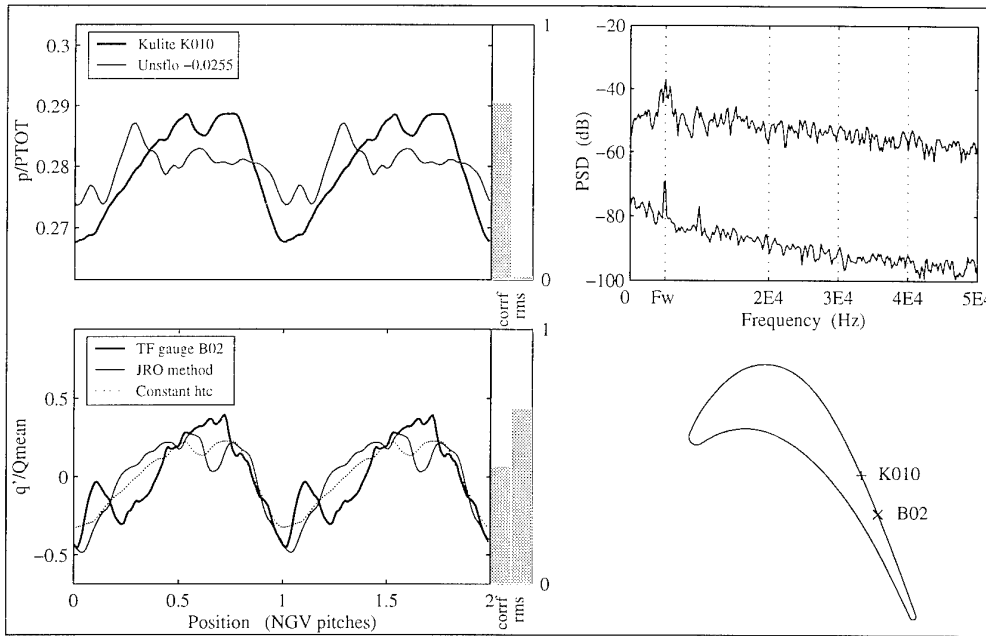 0.3
0.29
0.28
0.27
p/PTOT
Kulite K010
Unsflo -0.0255
1
0
corrf
rms
-20
-40
-60
-80
-100
PSD (dB)
0
Fw
2E4
3E4
4E4
5E4
Frequency (Hz)
0.5
0
-0.5
q'/Qmean
TF gauge B02
JRO method
Constant htc
0
0.5
1
1.5
2
Position (NGV pitches)
1
0
corrf
rms
K010
B02